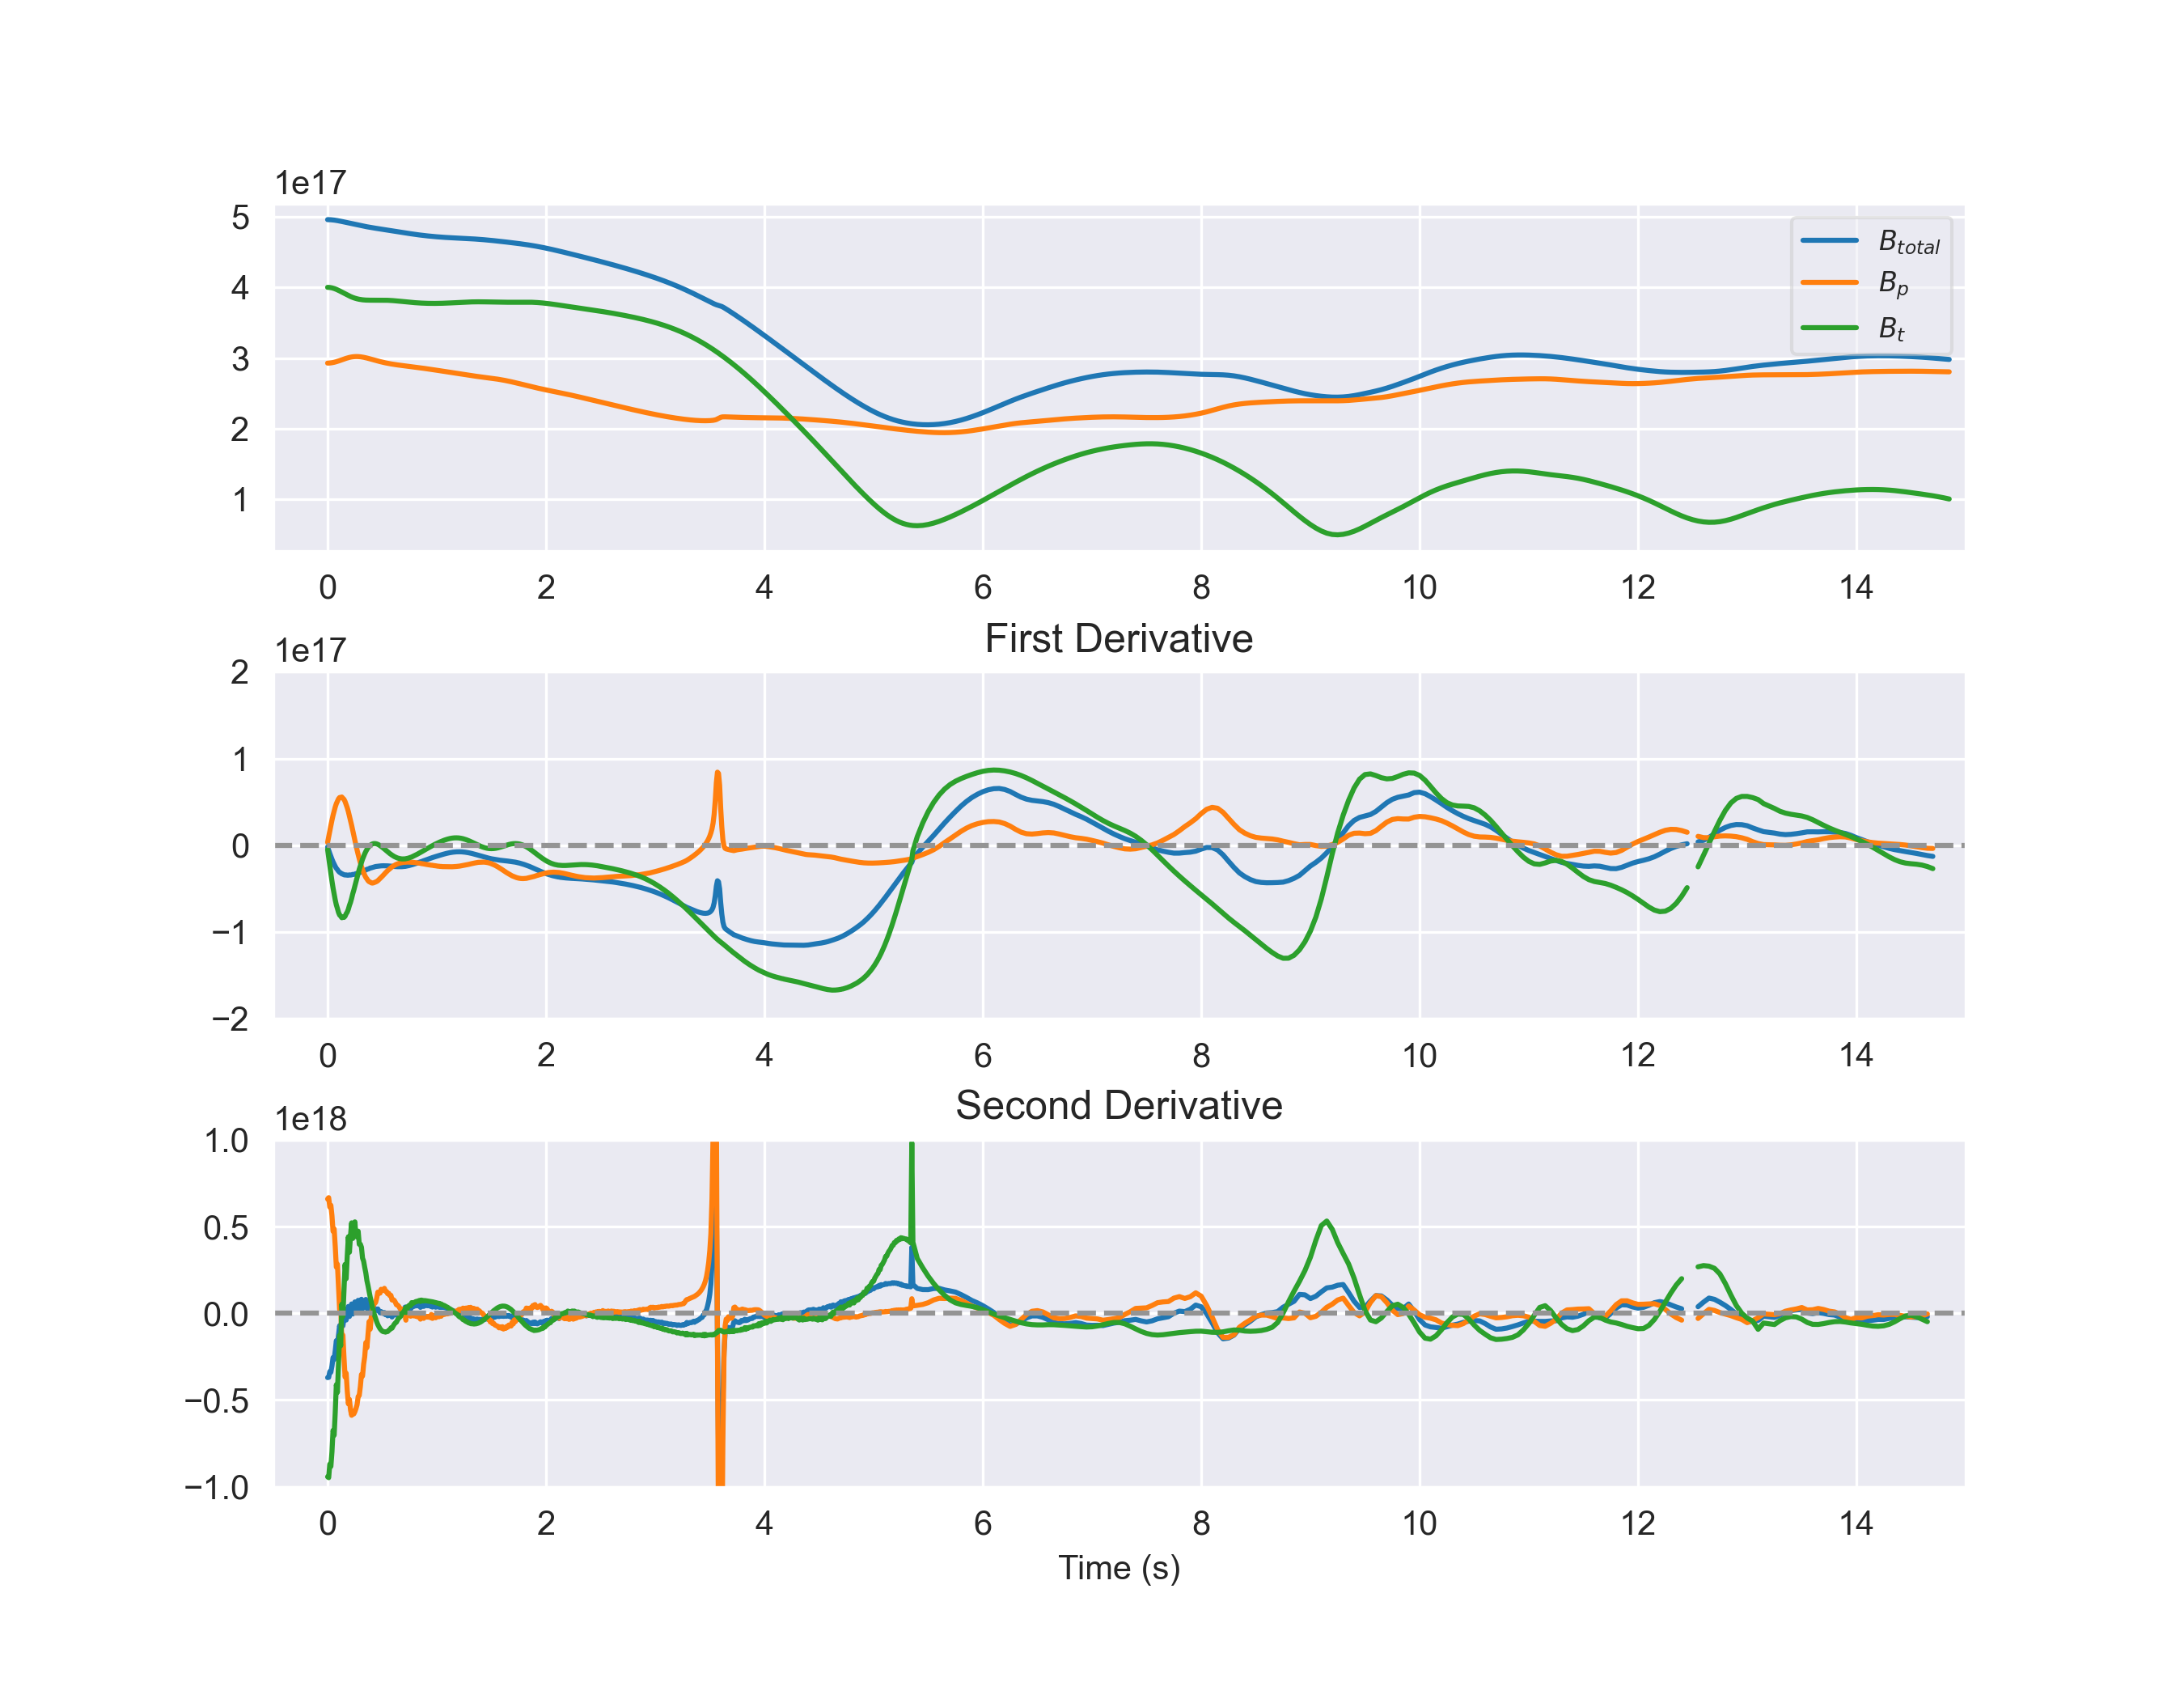 1e17
5
4
3
2
1
B_total
B_p
B_t
0 2 4 6 8 10 12 14
First Derivative
1e17
2
1
0
−1
−2
0 2 4 6 8 10 12 14
Second Derivative
1e18
1.0
0.5
0.0
−0.5
−1.0
0 2 4 6 8 10 12 14
Time (s)